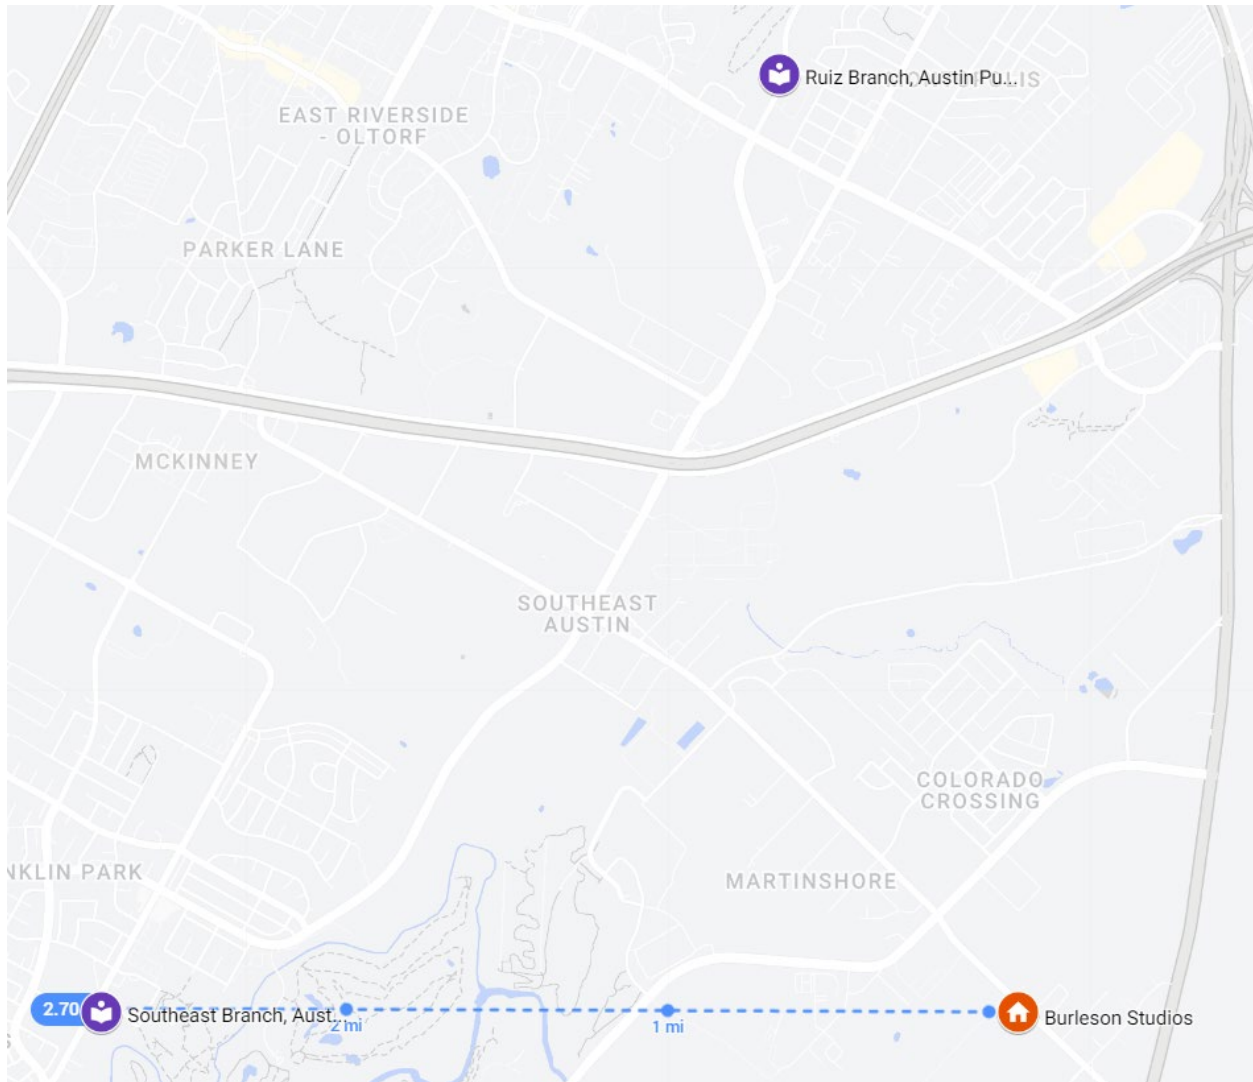 Ruiz Branch, Austin Pu...
EAST RIVERSIDE
- OLTORF
PARKER LANE
MCKINNEY
SOUTHEAST
AUSTIN
COLORADO
CROSSING
NKLIN PARK
MARTINSHORE
2.70
Southeast Branch, Aust...
2 mi
1 mi
Burleson Studios
S